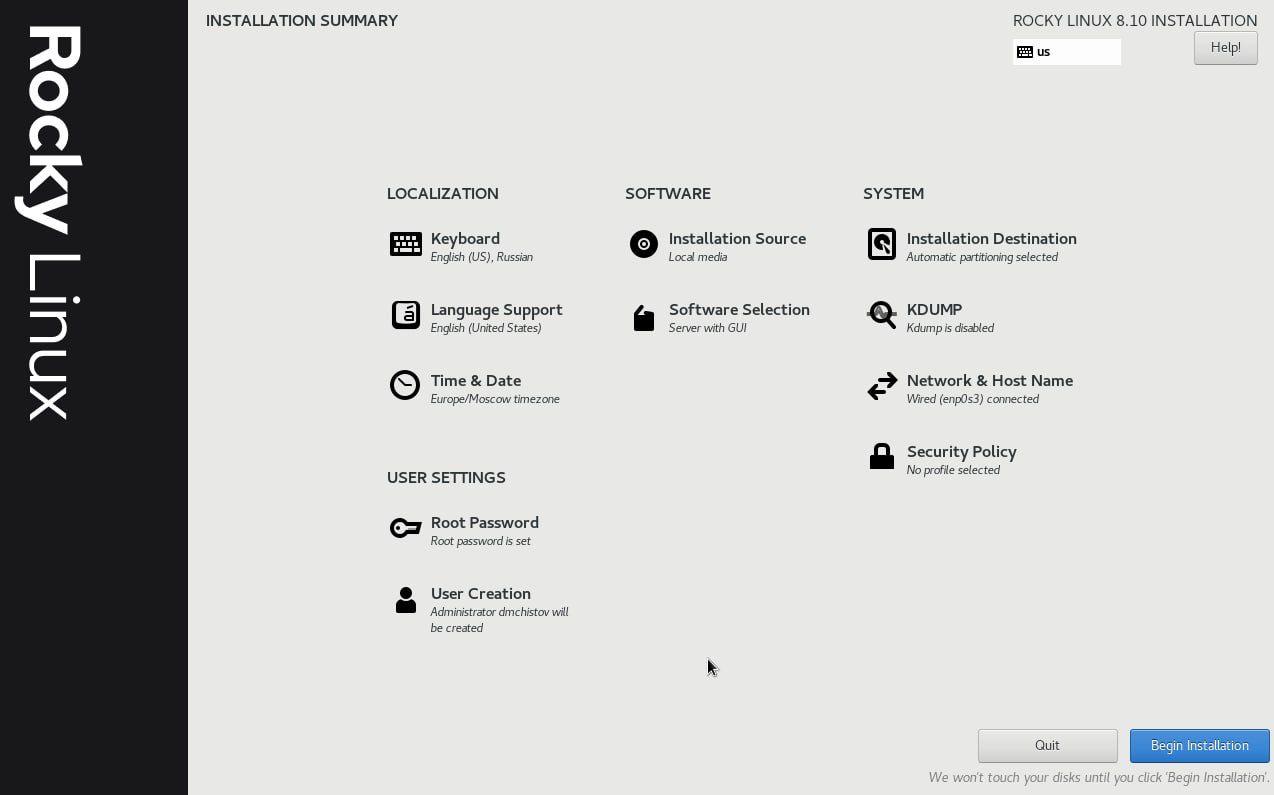 Rocky Linux
INSTALLATION SUMMARY
ROCKY LINUX 8.10 INSTALLATION
us
Help!
LOCALIZATION
Keyboard
English (US), Russian
Language Support
English (United States)
Time & Date
Europe/Moscow timezone
SOFTWARE
Installation Source
Local media
Software Selection
Server with GUI
SYSTEM
Installation Destination
Automatic partitioning selected
KDUMP
Kdump is disabled
Network & Host Name
Wired (enp0s3) connected
Security Policy
No profile selected
USER SETTINGS
Root Password
Root password is set
User Creation
Administrator dmchistov will
be created
Quit
Begin Installation
We won't touch your disks until you click 'Begin Installation'.